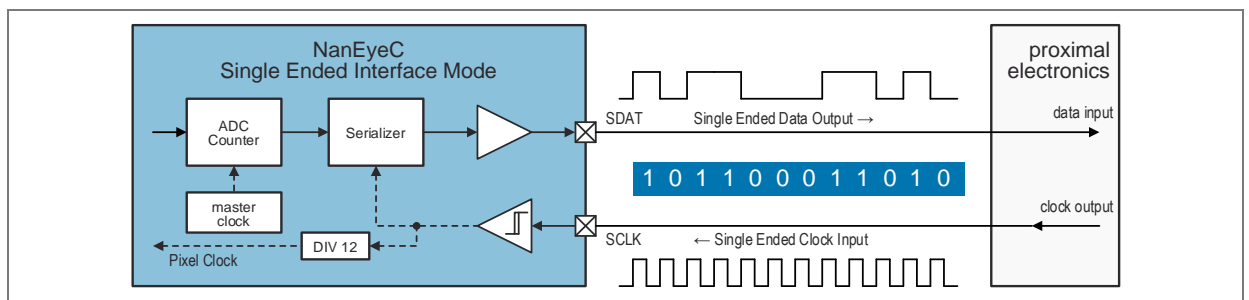 NanEyeC
Single Ended Interface Mode
proximal
electronics
ADC
Counter
Serializer
SDAT
Single Ended Data Output →
data input
1 0 1 1 0 0 0 1 1 0 1 0
master
clock
clock output
DIV 12
SCLK
← Single Ended Clock Input
Pixel Clock